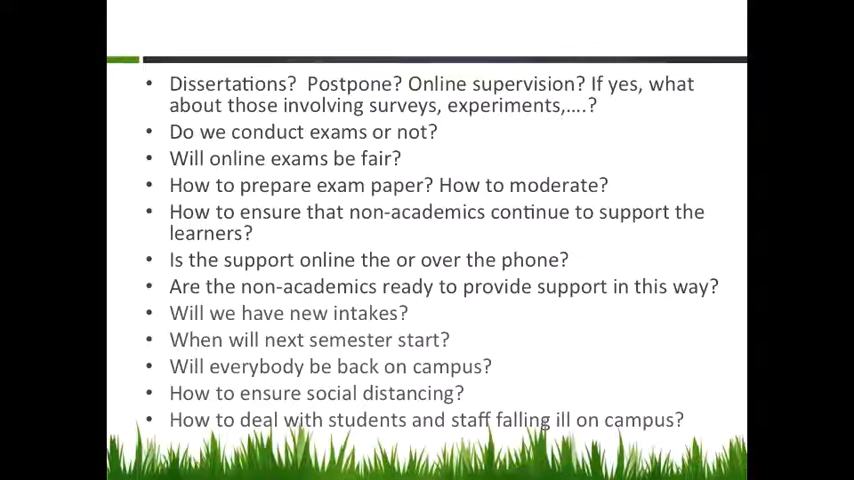 • Dissertations? Postpone? Online supervision? If yes, what
about those involving surveys, experiments,....?
• Do we conduct exams or not?
• Will online exams be fair?
• How to prepare exam paper? How to moderate?
• How to ensure that non-academics continue to support the
learners?
• Is the support online the or over the phone?
• Are the non-academics ready to provide support in this way?
• Will we have new intakes?
• When will next semester start?
• Will everybody be back on campus?
• How to ensure social distancing?
• How to deal with students and staff falling ill on campus?